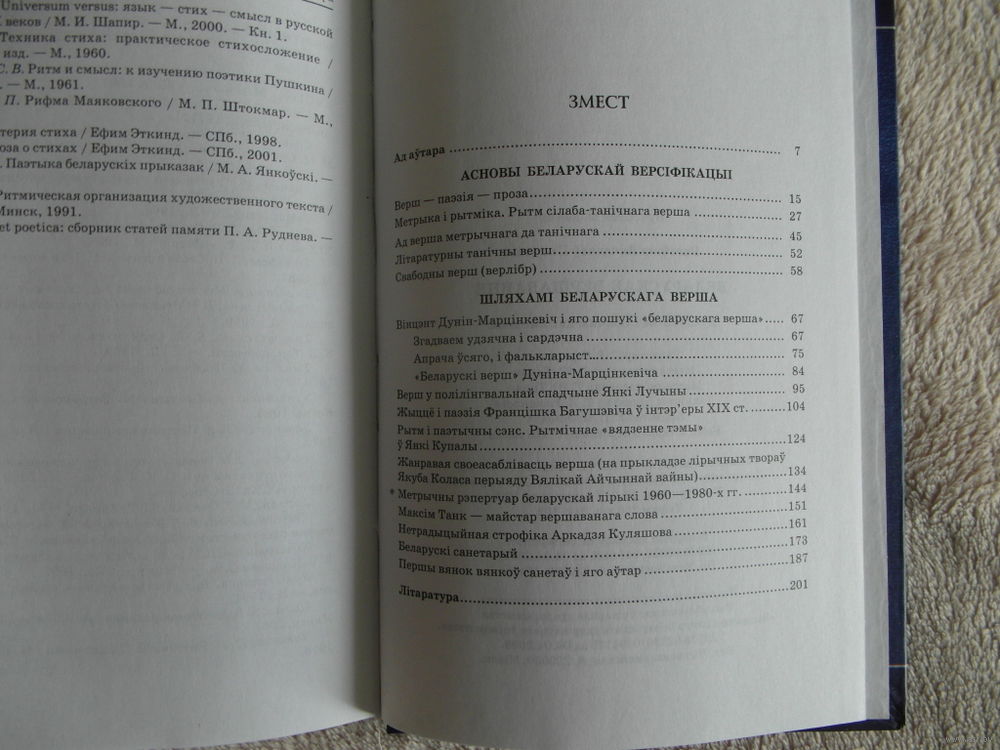 Universum versus: язык — стих — смысл в русской
веков / М. И. Шапир. — М., 2000. — Кн. 1.
Техника стиха: практическое стихосложение /
изд. — М., 1960.
С. В. Ритм и смысл: к изучению поэтики Пушкина /
. — М., 1961.
П. Рифма Маяковского / М. П. Штокмар. — М.,
терия стиха / Ефим Эткинд. — СПб., 1998.
оза о стихах / Ефим Эткинд. — СПб., 2001.
. Паэтыка беларускіх прыказак / М. А. Янкоўскі. —
Ритмическая организация художественного текста /
Минск, 1991.
et poetica: сборник статей памяти П. А. Руднева. —
ЗМЕСТ
Ад аўтара ........ 7
АСНОВЫ БЕЛАРУСКАЙ ВЕРСІФІКАЦЫІ
Верш — паэзія — проза ........ 15
Метрыка і рытміка. Рытм сілаба-танічнага верша ........ 27
Ад верша метрычнага да танічнага ........ 45
Літаратурны танічны верш ........ 52
Свабодны верш (верлібр) ........ 58
ШЛЯХАМІ БЕЛАРУСКАГА ВЕРША
Вінцэнт Дунін-Марцінкевіч і яго пошукі «беларускага верша» ..... 67
Згадваем удзячна і сардэчна ........ 67
Апрача ўсяго, і фалькларыст... ........ 75
«Беларускі верш» Дуніна-Марцінкевіча ........ 84
Верш у полілінгвальнай спадчыне Янкі Лучыны ........ 95
Жыццё і паэзія Францішка Багушэвіча ў інтэр’еры XIX ст. ........ 104
Рытм і паэтычны сэнс. Рытмічнае «вядзенне тэмы»
ў Янкі Купалы ........ 124
Жанравая своеасаблівасць верша (на прыкладзе лірычных твораў
Якуба Коласа перыяду Вялікай Айчыннай вайны) ........ 134
* Метрычны рэпертуар беларускай лірыкі 1960—1980-х гг. ........ 144
Максім Танк — майстар вершаванага слова ........ 151
Нетрадыцыйная строфіка Аркадзя Куляшова ........ 161
Беларускі санетарый ........ 173
Першы вянок вянкоў санетаў і яго аўтар ........ 187
Літаратура ........ 201